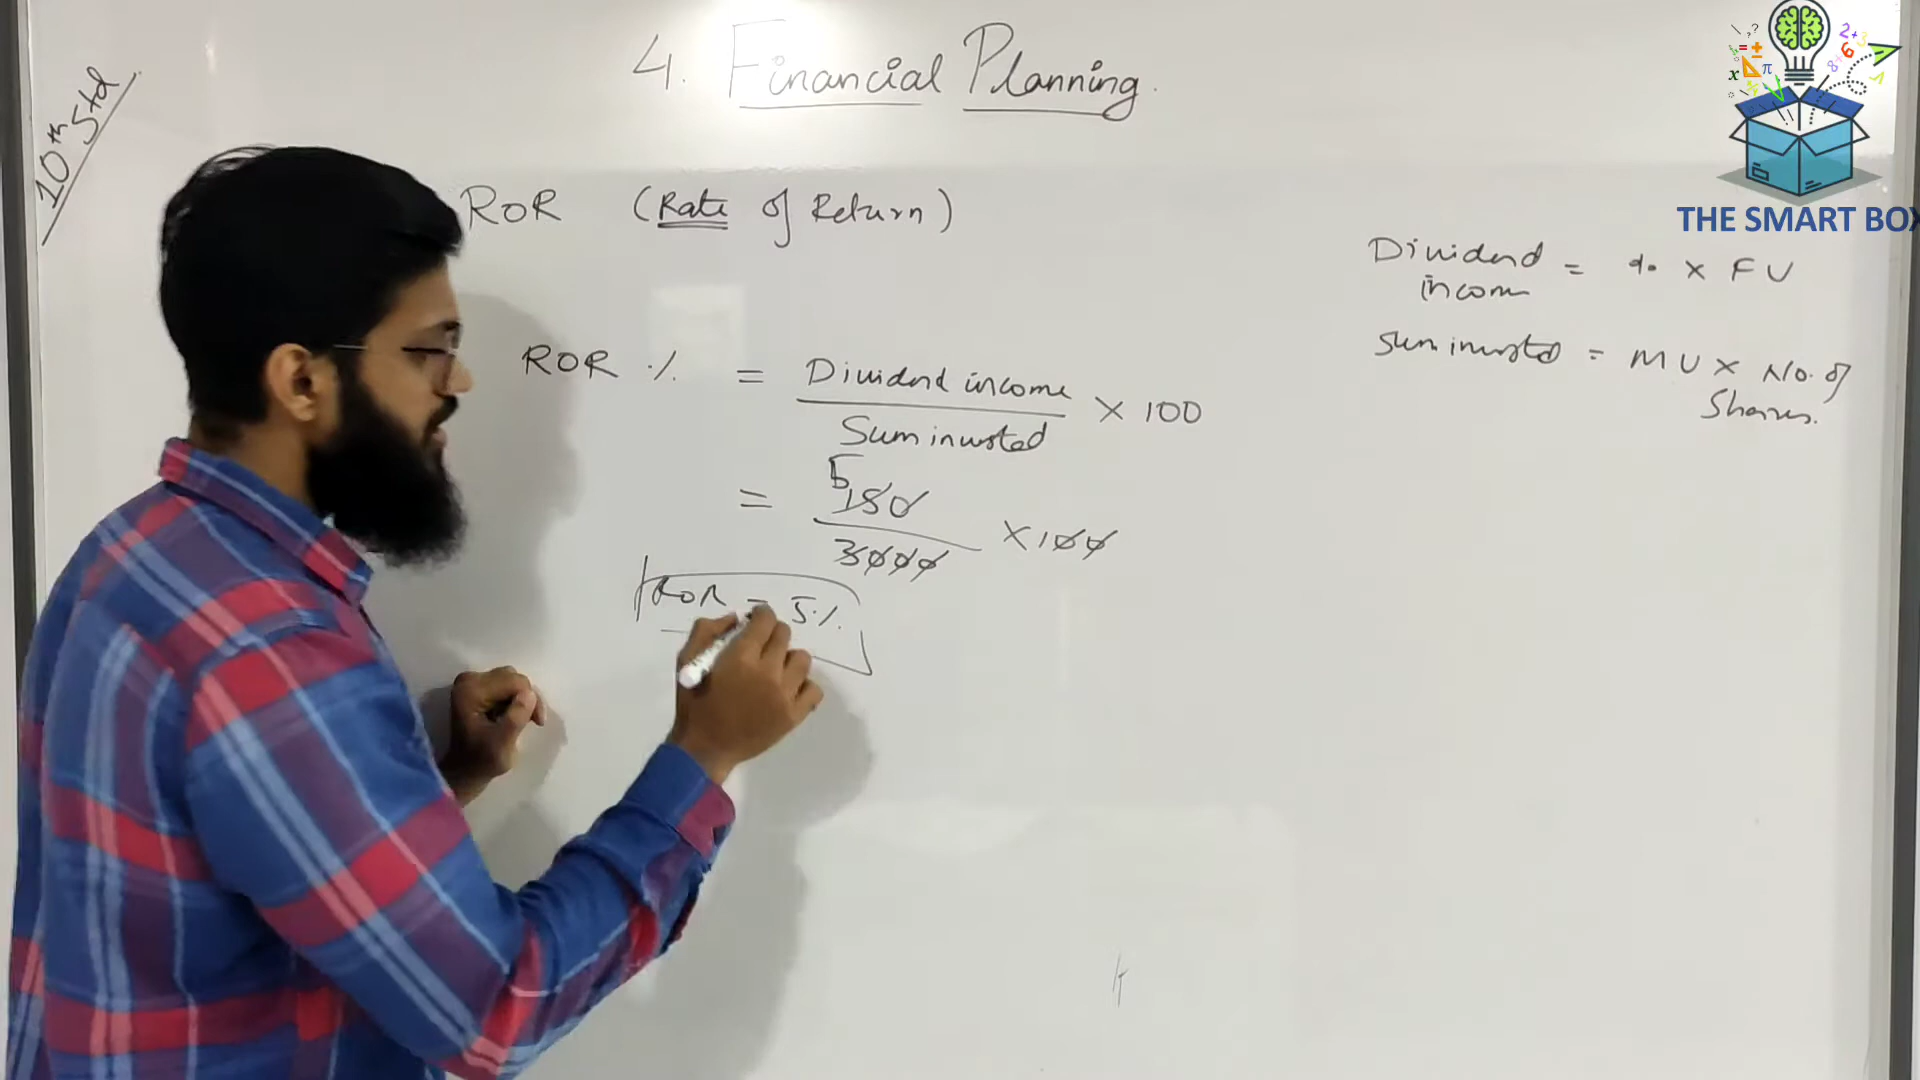 4. Financial Planning.
10th Std
ROR (Rate of Return)
ROR % = Dividend income / Sum invested × 100
= 150 / 3000 × 100
5
ROR = 5%
Dividend income = % × FV
Sum invested = MV × No. of Shares.
THE SMART BOX